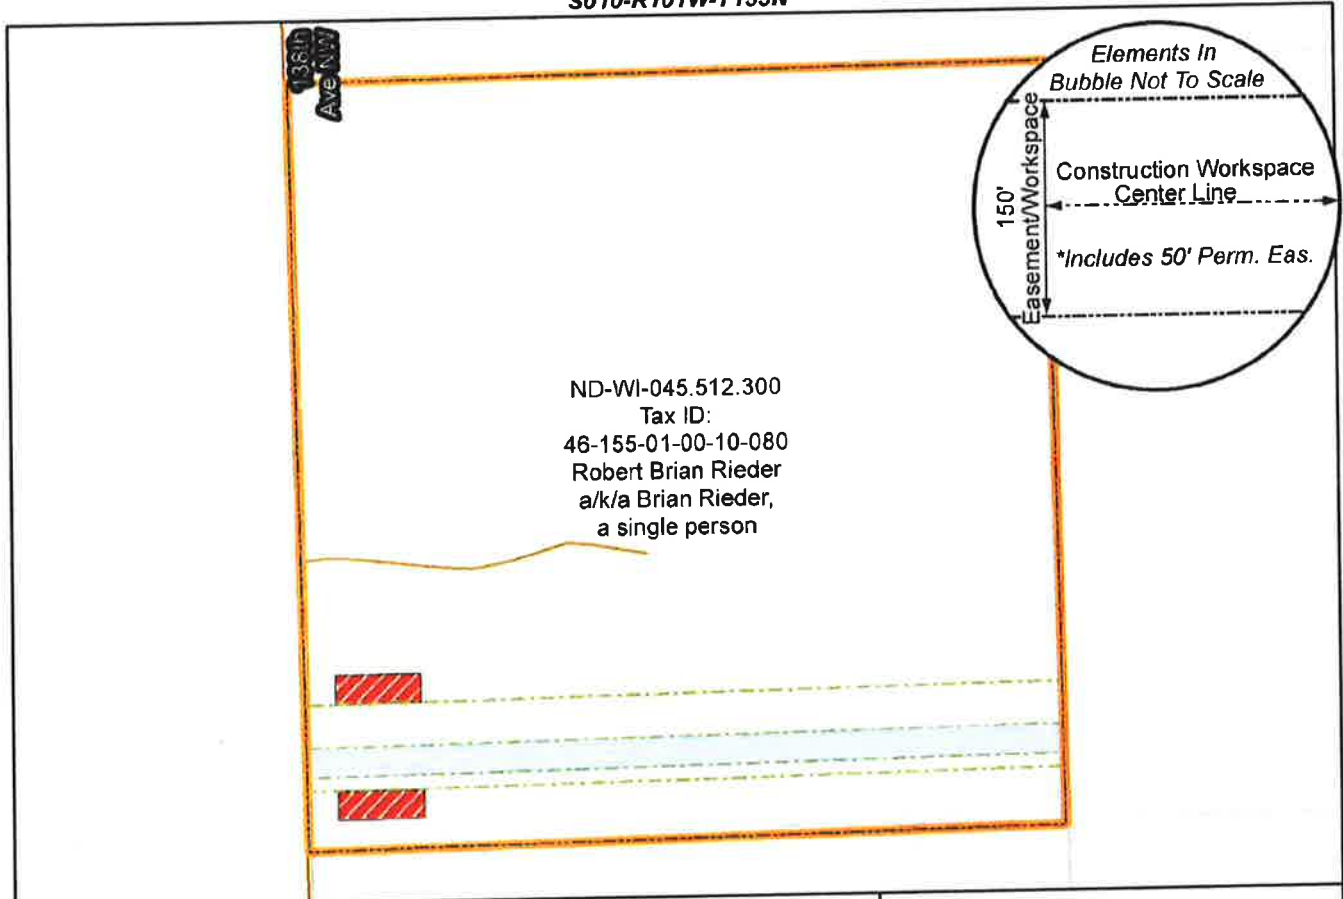 138th
Ave NW
Elements In
Bubble Not To Scale
150'
Easement/Workspace
Construction Workspace
Center Line
*Includes 50' Perm. Eas.
ND-WI-045.512.300
Tax ID:
46-155-01-00-10-080
Robert Brian Rieder
a/k/a Brian Rieder,
a single person